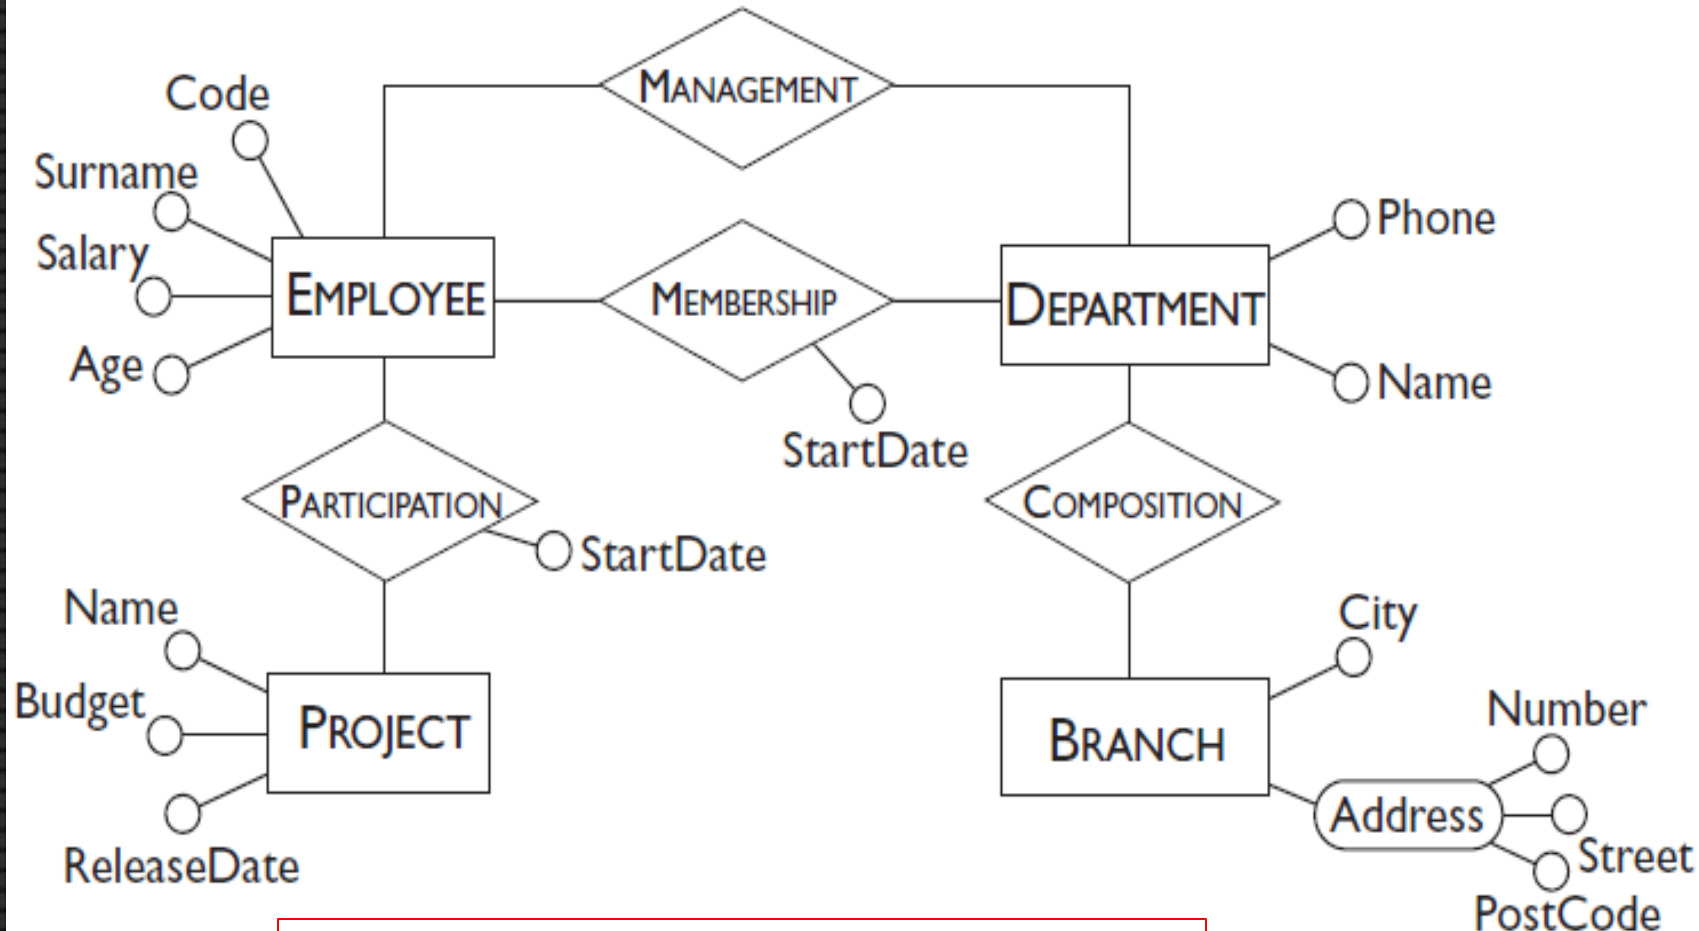 MANAGEMENT
Code
Surname
Salary
EMPLOYEE
Age
MEMBERSHIP
StartDate
DEPARTMENT
Phone
Name
PARTICIPATION
StartDate
COMPOSITION
Name
Budget
PROJECT
ReleaseDate
City
BRANCH
Number
Address
Street
PostCode